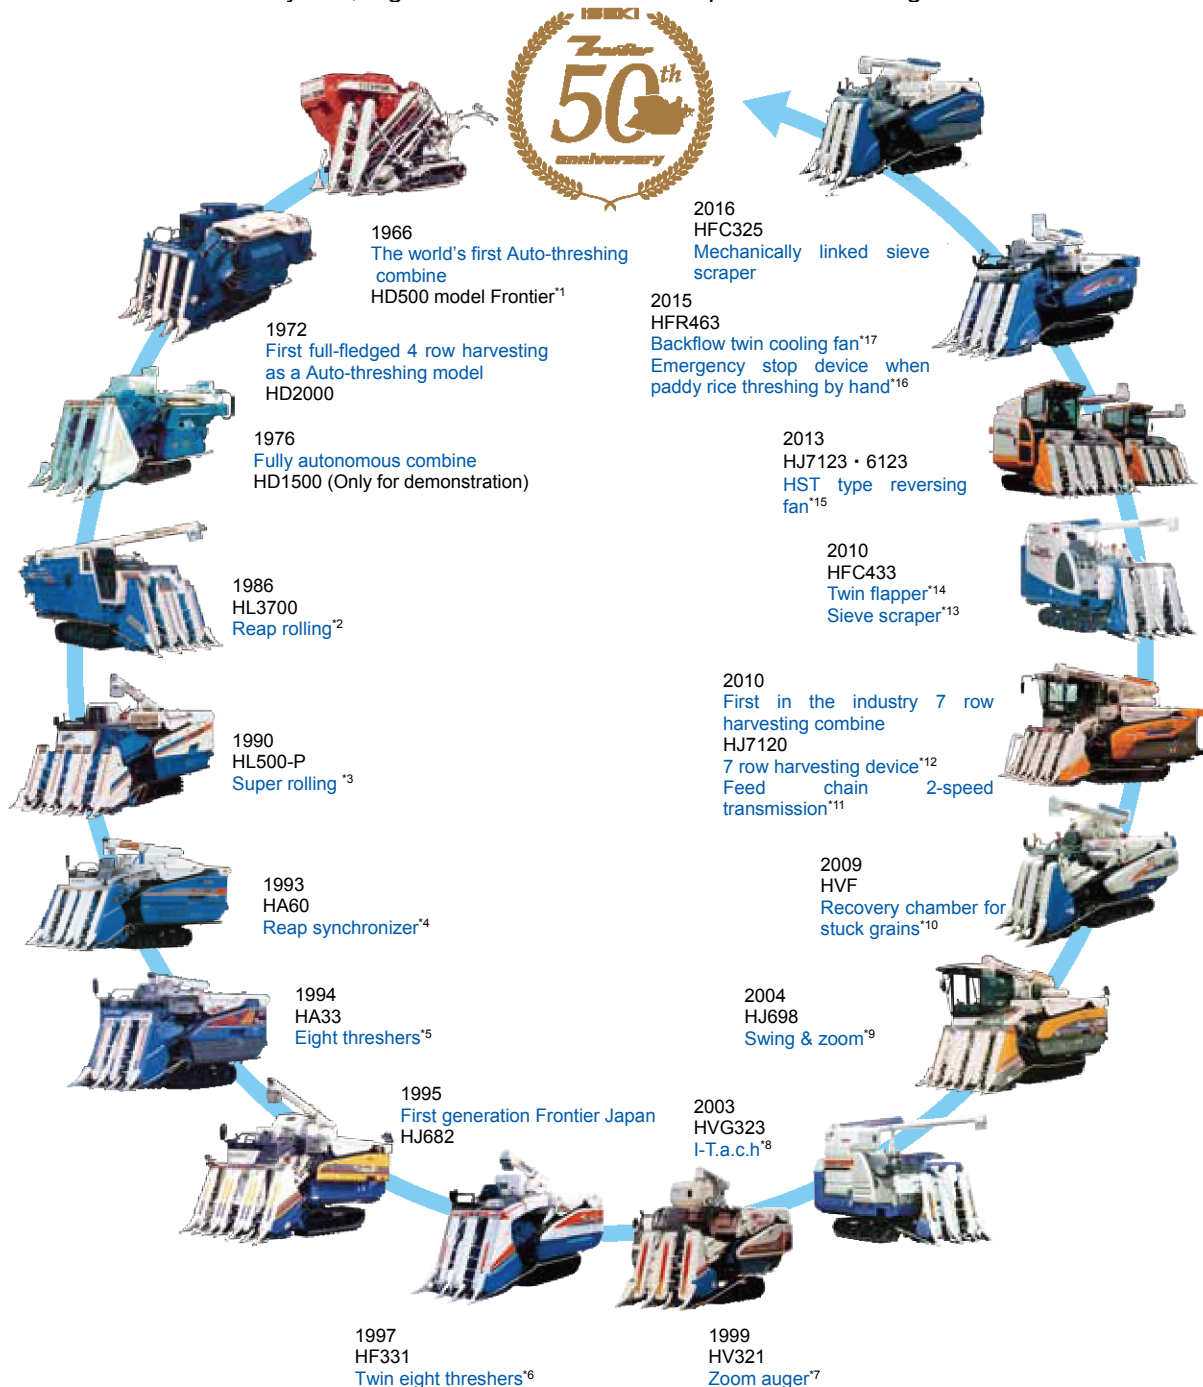 ISEKI
Frontier
50th
anniversary
1966
The world's first Auto-threshing
combine
HD500 model Frontier*1
1972
First full-fledged 4 row harvesting
as a Auto-threshing model
HD2000
1976
Fully autonomous combine
HD1500 (Only for demonstration)
1986
HL3700
Reap rolling*2
1990
HL500-P
Super rolling *3
1993
HA60
Reap synchronizer*4
1994
HA33
Eight threshers*5
1995
First generation Frontier Japan
HJ682
1997
HF331
Twin eight threshers*6
1999
HV321
Zoom auger*7
2003
HVG323
I-T.a.c.h*8
2004
HJ698
Swing & zoom*9
2009
HVF
Recovery chamber for
stuck grains*10
2010
First in the industry 7 row
harvesting combine
HJ7120
7 row harvesting device*12
Feed chain 2-speed
transmission*11
2010
HFC433
Twin flapper*14
Sieve scraper*13
2013
HJ7123・6123
HST type reversing
fan*15
2015
HFR463
Backflow twin cooling fan*17
Emergency stop device when
paddy rice threshing by hand*16
2016
HFC325
Mechanically linked sieve
scraper